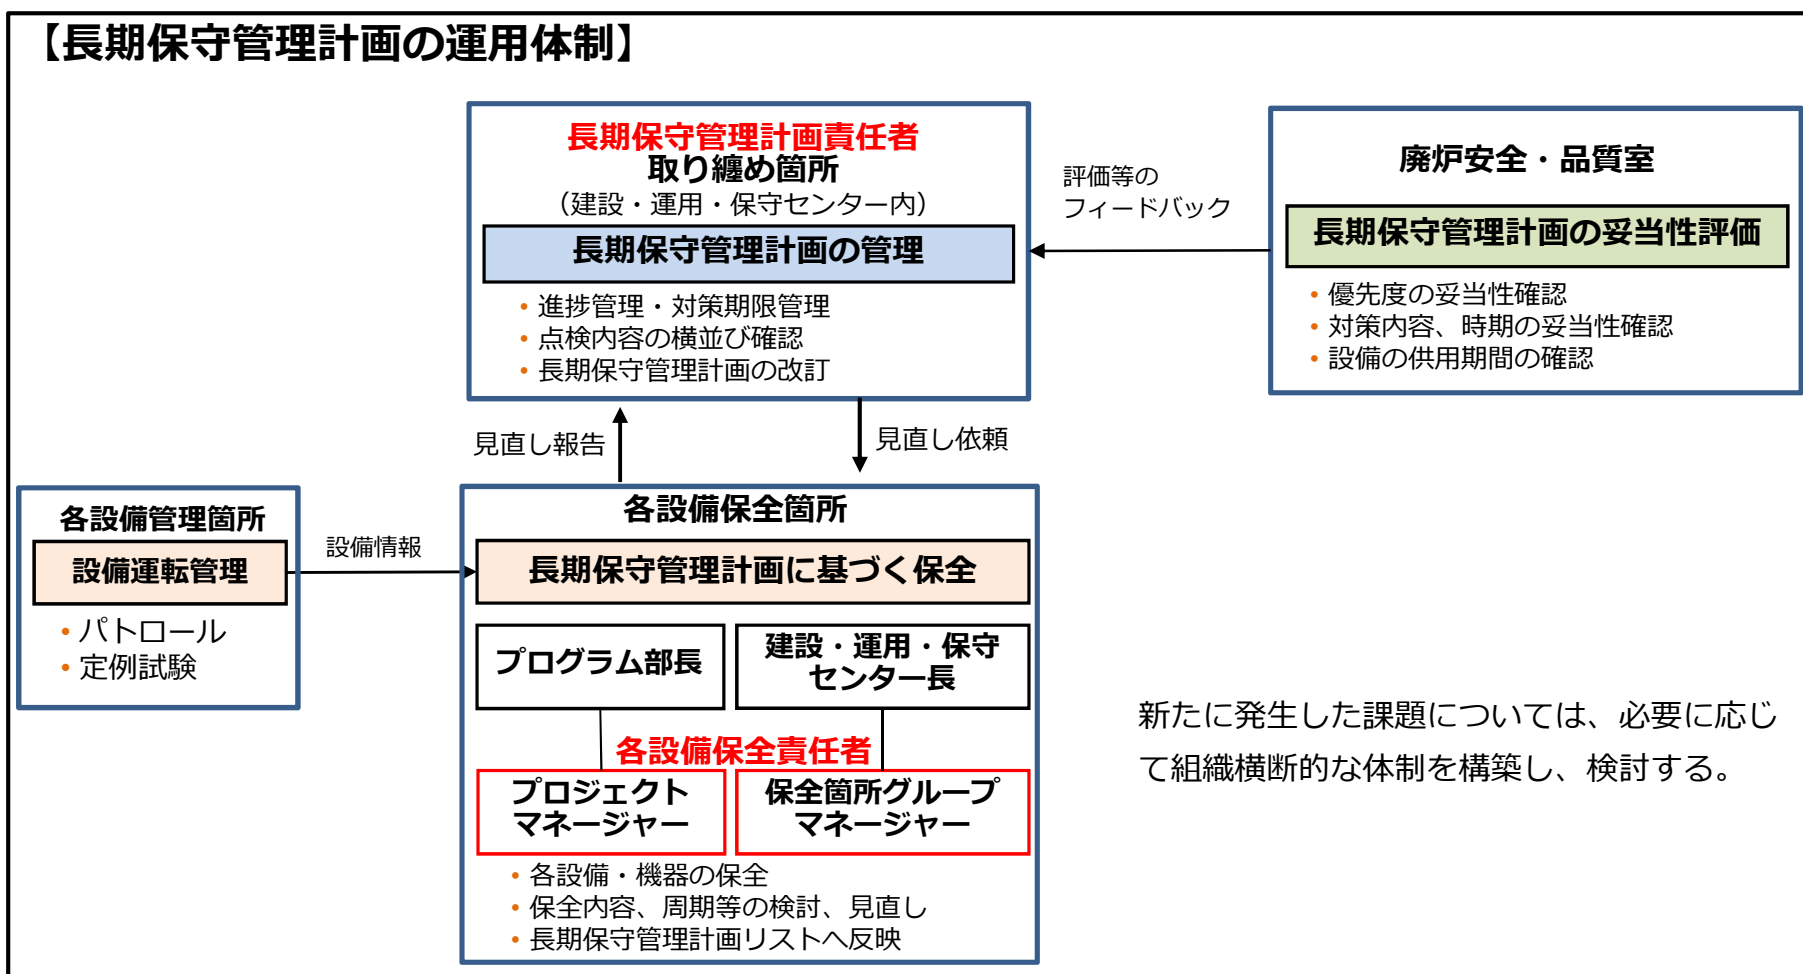 【長期保守管理計画の運用体制】
長期保守管理計画責任者
取り纏め箇所
（建設・運用・保守センター内）
長期保守管理計画の管理
• 進捗管理・対策期限管理
• 点検内容の横並び確認
• 長期保守管理計画の改訂
評価等の
フィードバック
廃炉安全・品質室
長期保守管理計画の妥当性評価
• 優先度の妥当性確認
• 対策内容、時期の妥当性確認
• 設備の供用期間の確認
見直し報告
見直し依頼
各設備管理箇所
設備運転管理
• パトロール
• 定例試験
設備情報
各設備保全箇所
長期保守管理計画に基づく保全
プログラム部長
建設・運用・保守
センター長
各設備保全責任者
プロジェクト
マネージャー
保全箇所グループ
マネージャー
• 各設備・機器の保全
• 保全内容、周期等の検討、見直し
• 長期保守管理計画リストへ反映
新たに発生した課題については、必要に応じ
て組織横断的な体制を構築し、検討する。